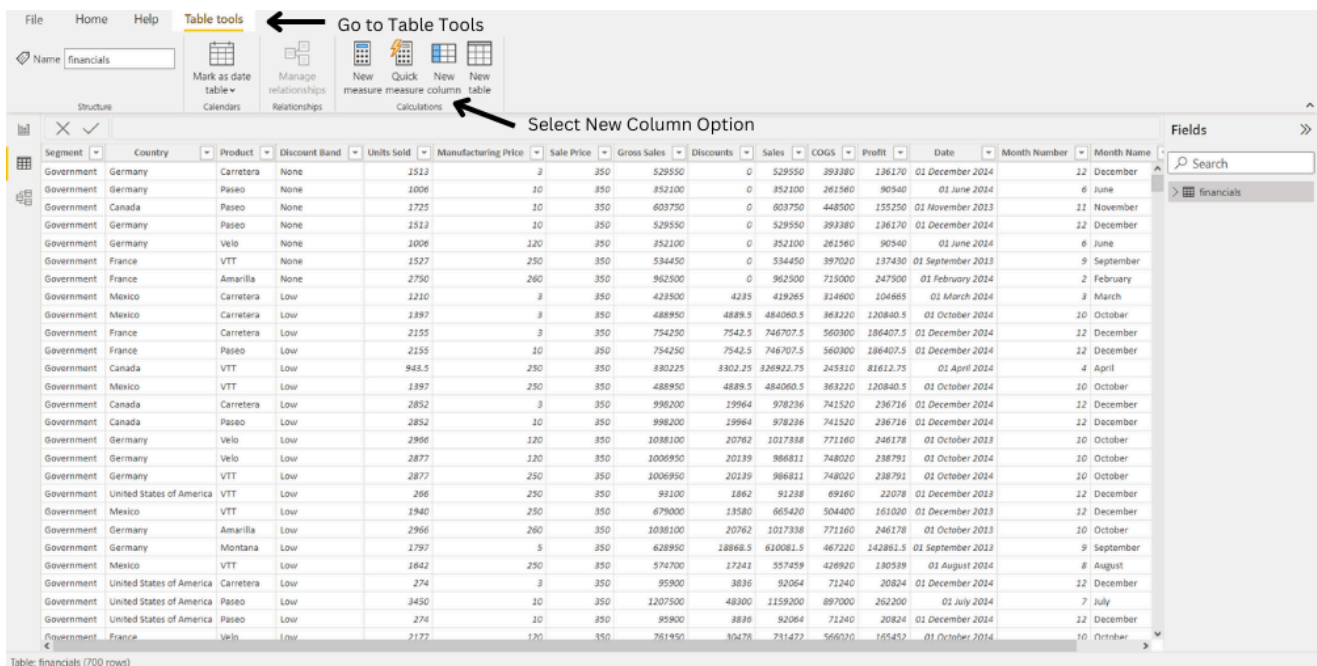 File Home Help Table tools Go to Table Tools
Name financials
Mark as date table Manage relationships New measure Quick measure New column New table
Structure Calendars Relationships Calculations
Select New Column Option
Fields
Search
financials
Segment Country Product Discount Band Units Sold Manufacturing Price Sale Price Gross Sales Discounts Sales COGS Profit Date Month Number Month Name
Government Germany Carretera None 1513 3 350 529550 0 529550 393380 136170 01 December 2014 12 December
Government Germany Paseo None 1006 10 350 352100 0 352100 261560 90540 01 June 2014 6 June
Government Canada Paseo None 1725 10 350 603750 0 603750 448500 155250 01 November 2013 11 November
Government Germany Paseo None 1513 10 350 529550 0 529550 393380 136170 01 December 2014 12 December
Government Germany Velo None 1006 120 350 352100 0 352100 261560 90540 01 June 2014 6 June
Government France VTT None 1527 250 350 534450 0 534450 397020 137430 01 September 2013 9 September
Government France Amarilla None 2750 260 350 962500 0 962500 715000 247500 01 February 2014 2 February
Government Mexico Carretera Low 1210 3 350 423500 4235 419265 314600 104665 01 March 2014 3 March
Government Mexico Carretera Low 1397 3 350 488950 4889.5 484060.5 363220 120840.5 01 October 2014 10 October
Government France Carretera Low 2155 3 350 754250 7542.5 746707.5 560300 186407.5 01 December 2014 12 December
Government France Paseo Low 2155 10 350 754250 7542.5 746707.5 560300 186407.5 01 December 2014 12 December
Government Canada VTT Low 943.5 250 350 330225 3302.25 326922.75 245310 81612.75 01 April 2014 4 April
Government Mexico VTT Low 1397 250 350 488950 4889.5 484060.5 363220 120840.5 01 October 2014 10 October
Government Canada Carretera Low 2852 3 350 998200 19964 978236 741520 236716 01 December 2014 12 December
Government Canada Paseo Low 2852 10 350 998200 19964 978236 741520 236716 01 December 2014 12 December
Government Germany Velo Low 2966 120 350 1038100 20762 1017338 771160 246178 01 October 2013 10 October
Government Germany Velo Low 2877 120 350 1006950 20139 986811 748020 238791 01 October 2014 10 October
Government Germany VTT Low 2877 250 350 1006950 20139 986811 748020 238791 01 October 2014 10 October
Government United States of America VTT Low 266 250 350 93100 1862 91238 69160 22078 01 December 2013 12 December
Government Mexico VTT Low 1940 250 350 679000 13580 665420 504400 161020 01 December 2013 12 December
Government Germany Amarilla Low 2966 260 350 1038100 20762 1017338 771160 246178 01 October 2013 10 October
Government Germany Montana Low 1797 5 350 628950 18868.5 610081.5 467220 142861.5 01 September 2013 9 September
Government Mexico VTT Low 1642 250 350 574700 17241 557459 426920 130539 01 August 2014 8 August
Government United States of America Carretera Low 274 3 350 95900 3836 92064 71240 20824 01 December 2014 12 December
Government United States of America Paseo Low 3450 10 350 1207500 48300 1159200 897000 262200 01 July 2014 7 July
Government United States of America Paseo Low 274 10 350 95900 3836 92064 71240 20824 01 December 2014 12 December
Government France Velo Low 2177 120 350 761950 30478 731472 566020 165452 01 October 2014 10 October
Table: financials (700 rows)